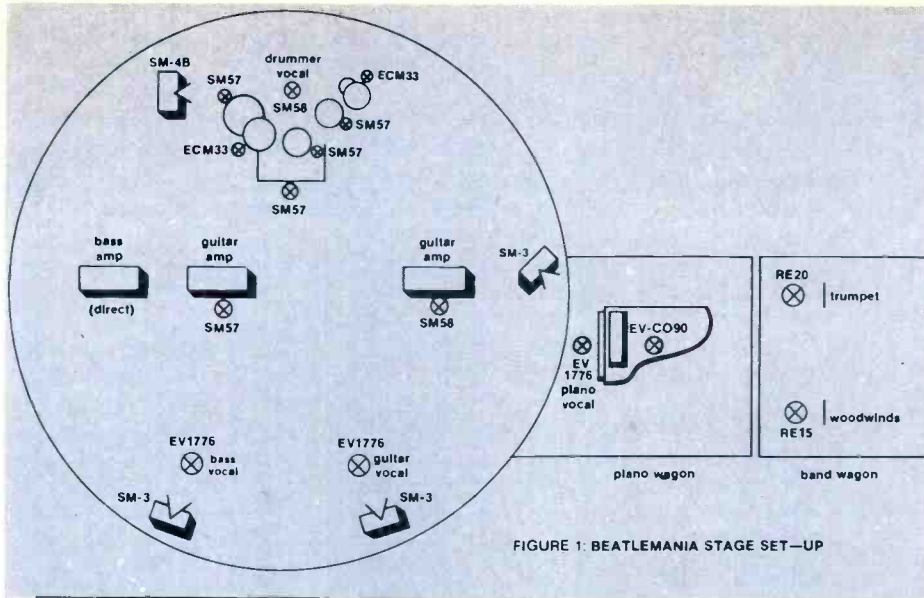 SM-4B
drummer
vocal
SM58
SM57
ECM33
SM57
ECM33
SM57
SM57
bass
amp
(direct)
guitar
amp
SM57
guitar
amp
SM58
SM-3
EV
1776
piano
vocal
EV-CO90
RE20
trumpet
RE15
woodwinds
EV1776
bass
vocal
EV1776
guitar
vocal
SM-3
SM-3
piano wagon
band wagon
FIGURE 1: BEATLEMANIA STAGE SET—UP